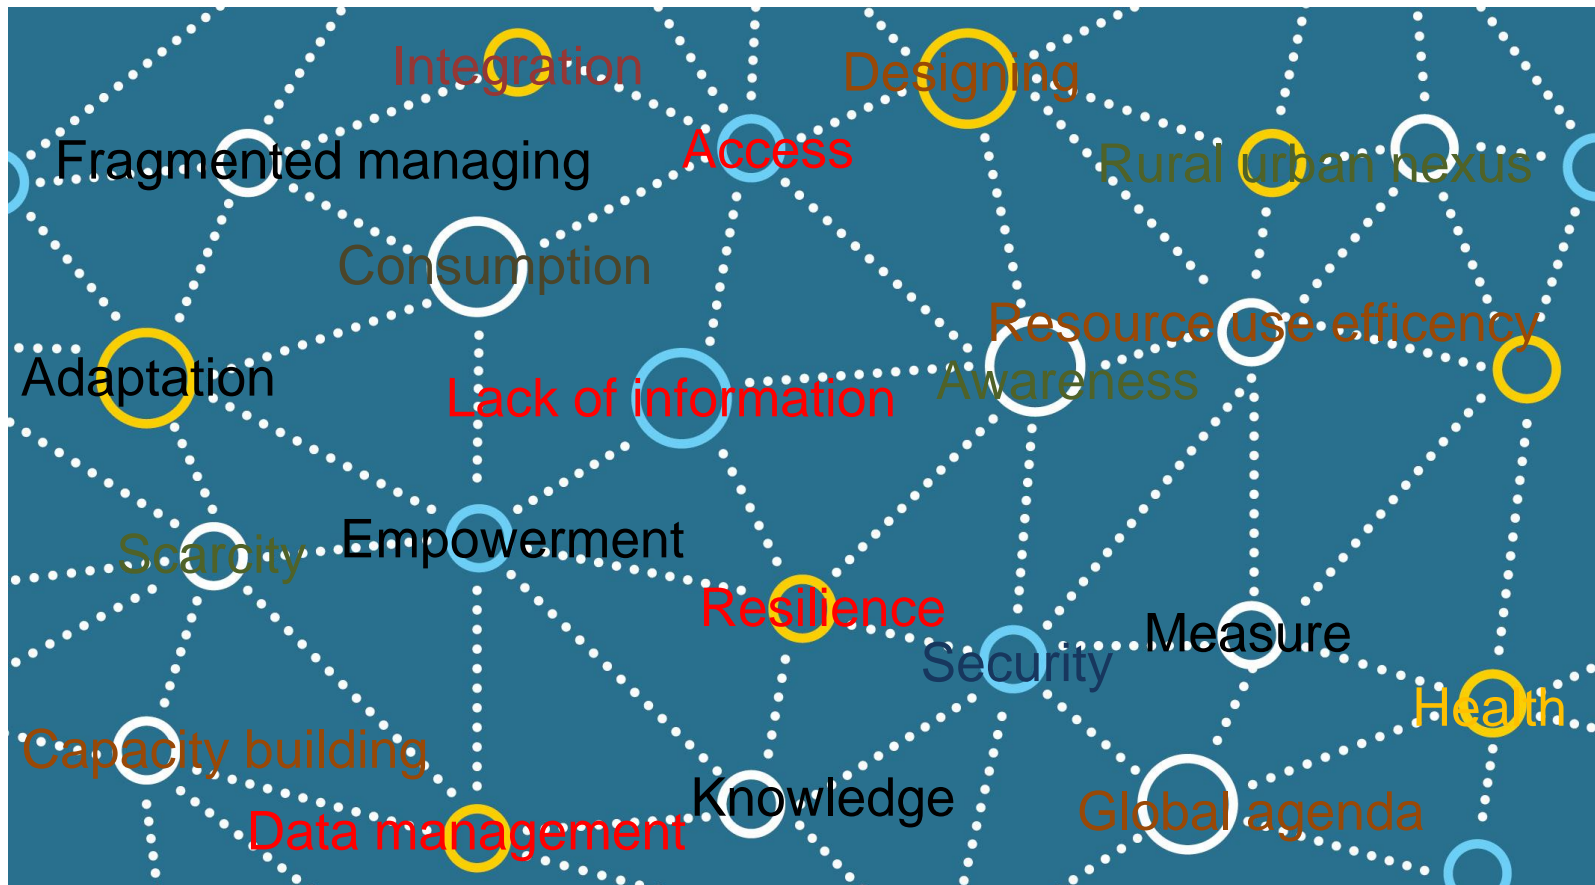 Integration
Designing
Fragmented managing
Access
Rural urban nexus
Consumption
Resource use efficency
Adaptation
Lack of information
Awareness
Scarcity
Empowerment
Resilience
Security
Measure
Health
Capacity building
Data management
Knowledge
Global agenda